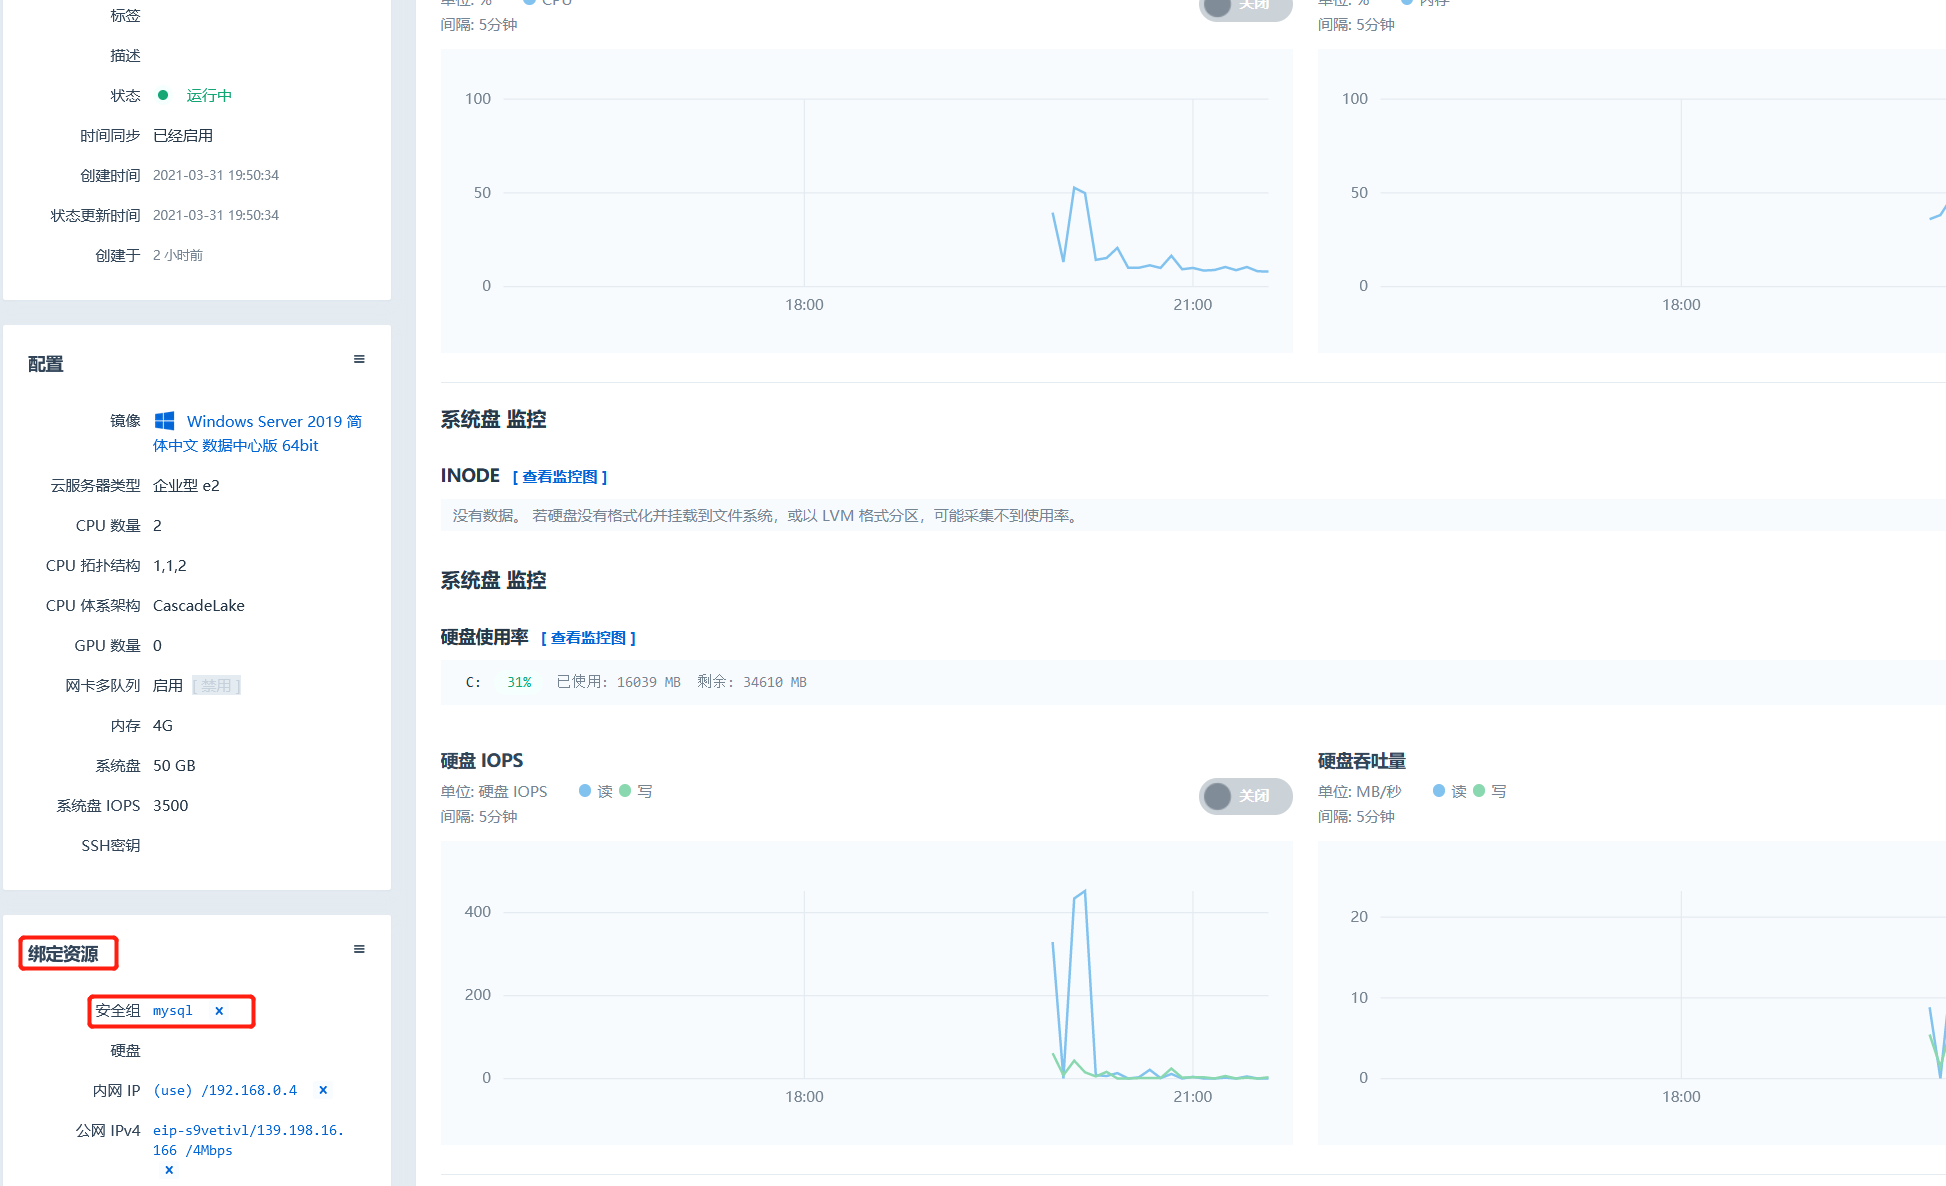 标签
描述
状态 运行中
时间同步 已经启用
创建时间 2021-03-31 19:50:34
状态更新时间 2021-03-31 19:50:34
创建于 2 小时前
配置
镜像 Windows Server 2019 简
体中文 数据中心版 64bit
云服务器类型 企业型 e2
CPU 数量 2
CPU 拓扑结构 1,1,2
CPU 体系架构 CascadeLake
GPU 数量 0
网卡多队列 启用 [ 禁用 ]
内存 4G
系统盘 50 GB
系统盘 IOPS 3500
SSH密钥
绑定资源
安全组 mysql ×
硬盘
内网 IP (use) /192.168.0.4 ×
公网 IPv4 eip-s9vetivl/139.198.16.
166 /4Mbps
×
单位: % CPU
关闭
间隔: 5分钟
100
50
0
18:00 21:00
单位: % 内存
间隔: 5分钟
100
50
0
18:00
系统盘 监控
INODE [ 查看监控图 ]
没有数据。 若硬盘没有格式化并挂载到文件系统，或以 LVM 格式分区，可能采集不到使用率。
系统盘 监控
硬盘使用率 [ 查看监控图 ]
C: 31% 已使用: 16039 MB 剩余: 34610 MB
硬盘 IOPS
单位: 硬盘 IOPS 读 写
关闭
间隔: 5分钟
400
200
0
18:00 21:00
硬盘吞吐量
单位: MB/秒 读 写
间隔: 5分钟
20
10
0
18:00